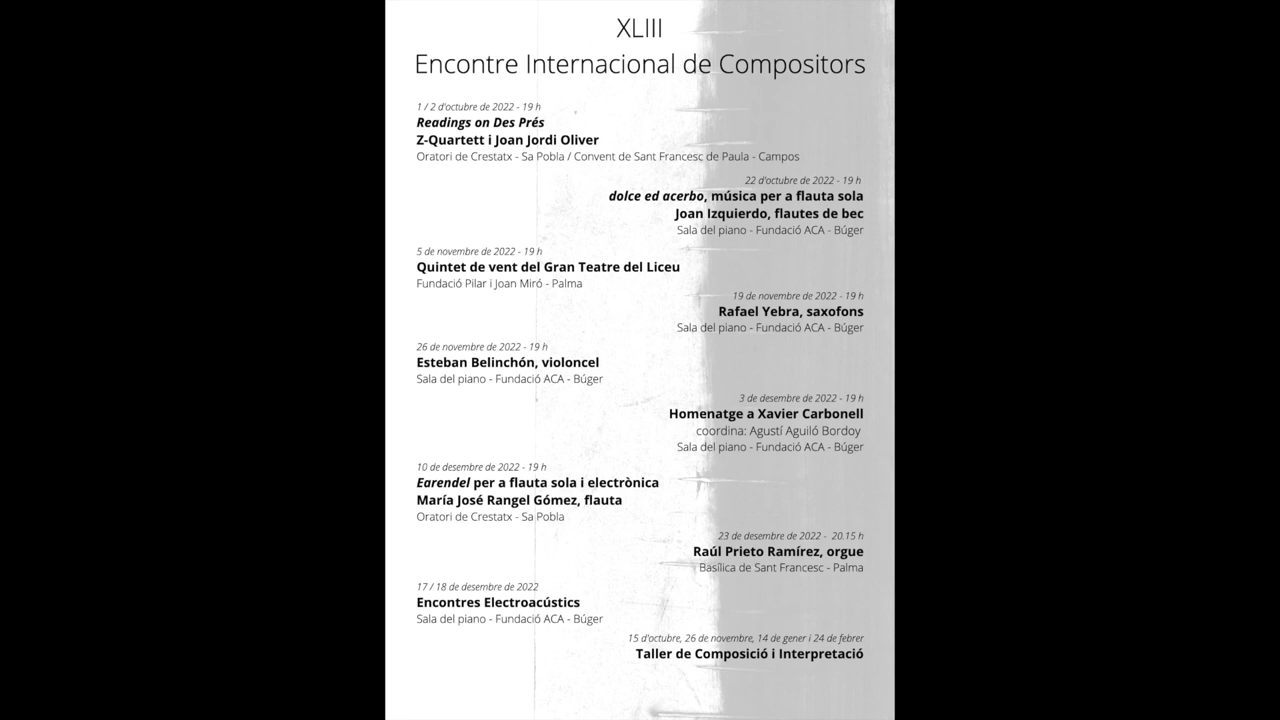 XLIII
Encontre Internacional de Compositors
1 / 2 d'octubre de 2022 - 19 h
Readings on Des Prés
Z-Quartett i Joan Jordi Oliver
Oratori de Crestatx - Sa Pobla / Convent de Sant Francesc de Paula - Campos
22 d'octubre de 2022 - 19 h
dolce ed acerbo, música per a flauta sola
Joan Izquierdo, flautes de bec
Sala del piano - Fundació ACA - Búger
5 de novembre de 2022 - 19 h
Quintet de vent del Gran Teatre del Liceu
Fundació Pilar i Joan Miró - Palma
19 de novembre de 2022 - 19 h
Rafael Yebra, saxofons
Sala del piano - Fundació ACA - Búger
26 de novembre de 2022 - 19 h
Esteban Belinchón, violoncel
Sala del piano - Fundació ACA - Búger
3 de desembre de 2022 - 19 h
Homenatge a Xavier Carbonell
coordina: Agustí Aguiló Bordoy
Sala del piano - Fundació ACA - Búger
10 de desembre de 2022 - 19 h
Earendel per a flauta sola i electrònica
María José Rangel Gómez, flauta
Oratori de Crestatx - Sa Pobla
23 de desembre de 2022 - 20.15 h
Raúl Prieto Ramírez, orgue
Basílica de Sant Francesc - Palma
17 / 18 de desembre de 2022
Encontres Electroacústics
Sala del piano - Fundació ACA - Búger
15 d'octubre, 26 de novembre, 14 de gener i 24 de febrer
Taller de Composició i Interpretació